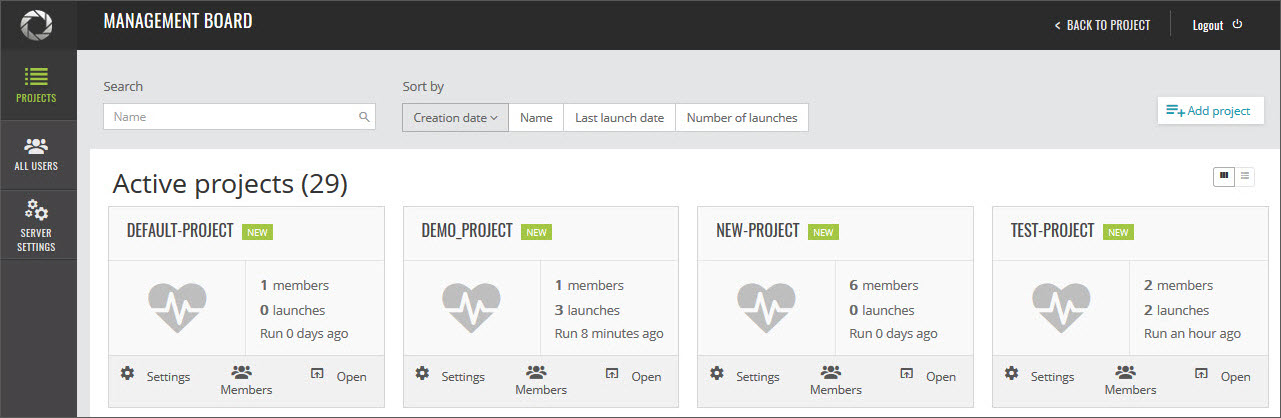 MANAGEMENT BOARD
< BACK TO PROJECT
Logout
PROJECTS
ALL USERS
SERVER
SETTINGS
Search
Name
Sort by
Creation date
Name
Last launch date
Number of launches
Add project
Active projects (29)
DEFAULT-PROJECT NEW
1 members
0 launches
Run 0 days ago
Settings
Members
Open
DEMO_PROJECT NEW
1 members
3 launches
Run 8 minutes ago
Settings
Members
Open
NEW-PROJECT NEW
6 members
0 launches
Run 0 days ago
Settings
Members
Open
TEST-PROJECT NEW
2 members
2 launches
Run an hour ago
Settings
Members
Open